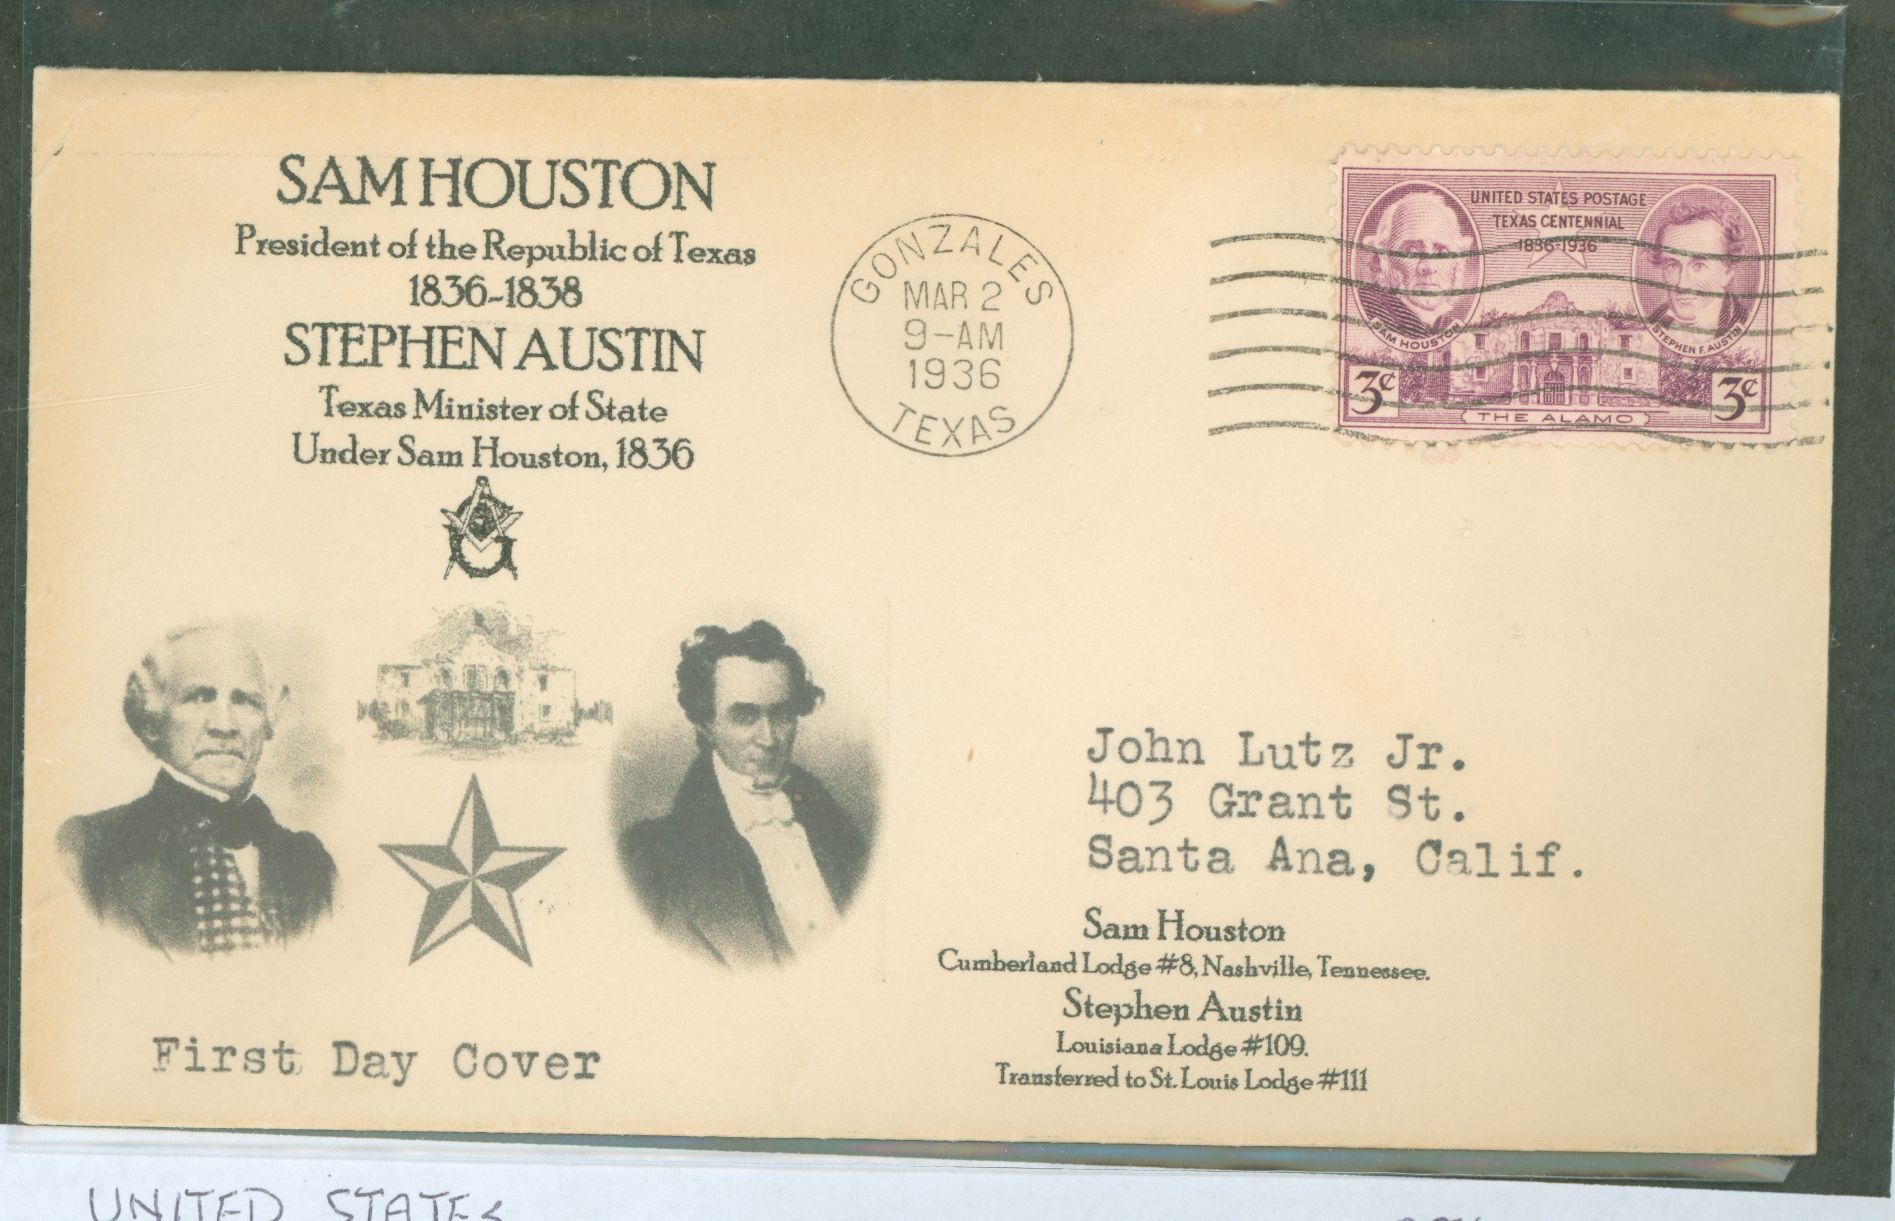 SAM HOUSTON
President of the Republic of Texas
1836-1838
STEPHEN AUSTIN
Texas Minister of State
Under Sam Houston, 1836
G
GONZALES
MAR 2
9-AM
1936
TEXAS
UNITED STATES POSTAGE
TEXAS CENTENNIAL
1836-1936
SAM HOUSTON
STEPHEN F. AUSTIN
3¢
3¢
THE ALAMO
John Lutz Jr.
403 Grant St.
Santa Ana, Calif.
Sam Houston
Cumberland Lodge #8, Nashville, Tennessee.
Stephen Austin
Louisiana Lodge #109.
Transferred to St. Louis Lodge #111
First Day Cover
UNITED STATES